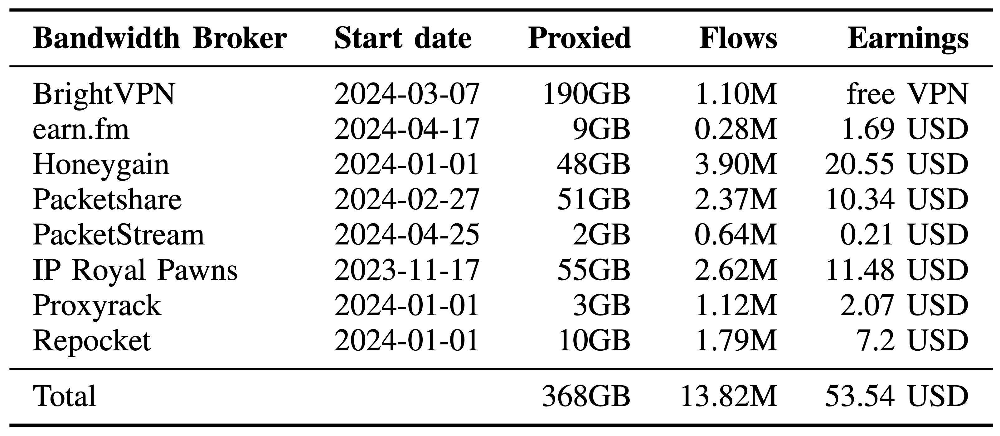 Bandwidth Broker Start date Proxied Flows Earnings
BrightVPN 2024-03-07 190GB 1.10M free VPN
earn.fm 2024-04-17 9GB 0.28M 1.69 USD
Honeygain 2024-01-01 48GB 3.90M 20.55 USD
Packetshare 2024-02-27 51GB 2.37M 10.34 USD
PacketStream 2024-04-25 2GB 0.64M 0.21 USD
IP Royal Pawns 2023-11-17 55GB 2.62M 11.48 USD
Proxyrack 2024-01-01 3GB 1.12M 2.07 USD
Repocket 2024-01-01 10GB 1.79M 7.2 USD
Total 368GB 13.82M 53.54 USD